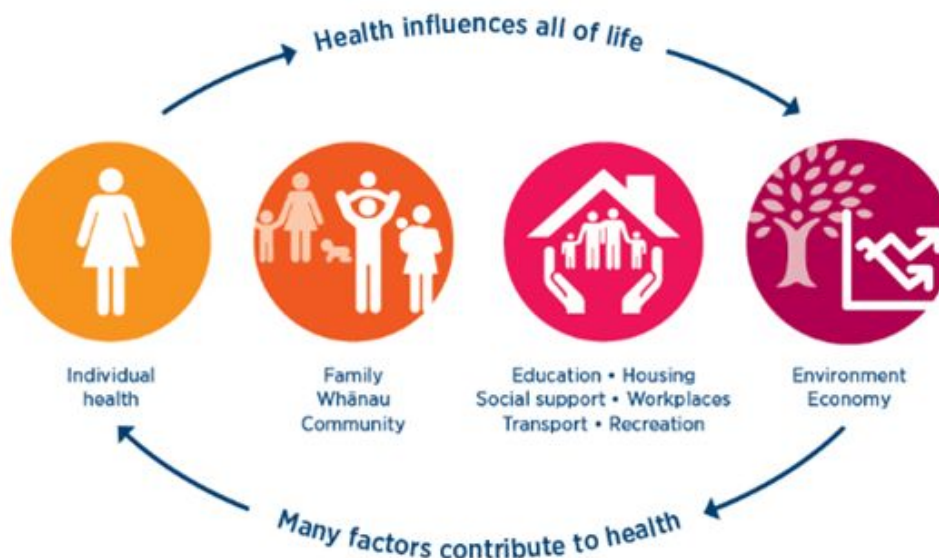 Health influences all of life
Individual
health
Family
Whānau
Community
Education • Housing
Social support • Workplaces
Transport • Recreation
Environment
Economy
Many factors contribute to health